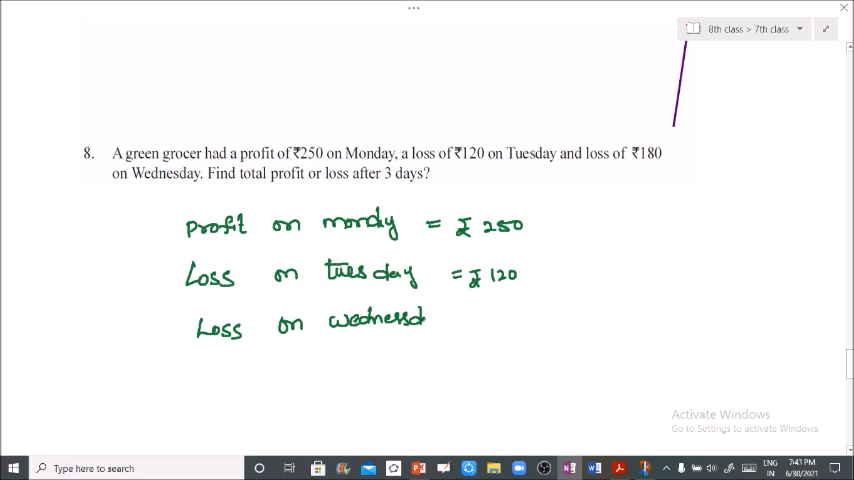 8th class > 7th class
8. A green grocer had a profit of ₹250 on Monday, a loss of ₹120 on Tuesday and loss of ₹180
on Wednesday. Find total profit or loss after 3 days?
profit on mondy = ₹ 250
Loss on tuesday = ₹ 120
Loss on wednessd
Activate Windows
Go to Settings to activate Windows.
Type here to search
ENG
IN
7:43 PM
6/30/2021